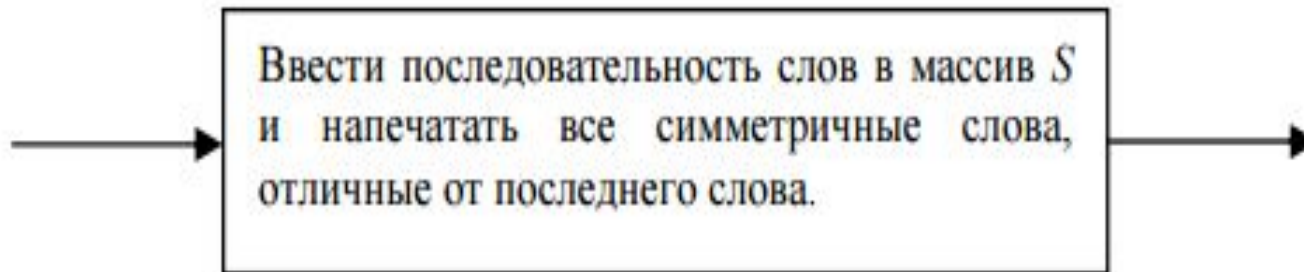 Ввести последовательность слов в массив S
и напечатать все симметричные слова,
отличные от последнего слова.